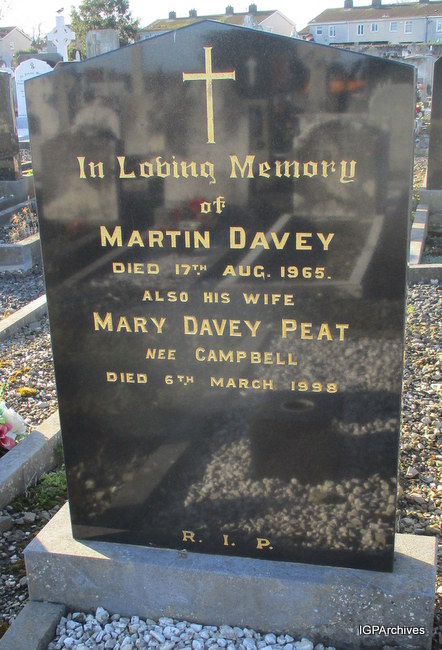 In Loving Memory
of
MARTIN DAVEY
DIED 17TH AUG. 1965.
ALSO HIS WIFE
MARY DAVEY PEAT
NEE CAMPBELL
DIED 6TH MARCH 1998
R. I. P.
IGPArchives